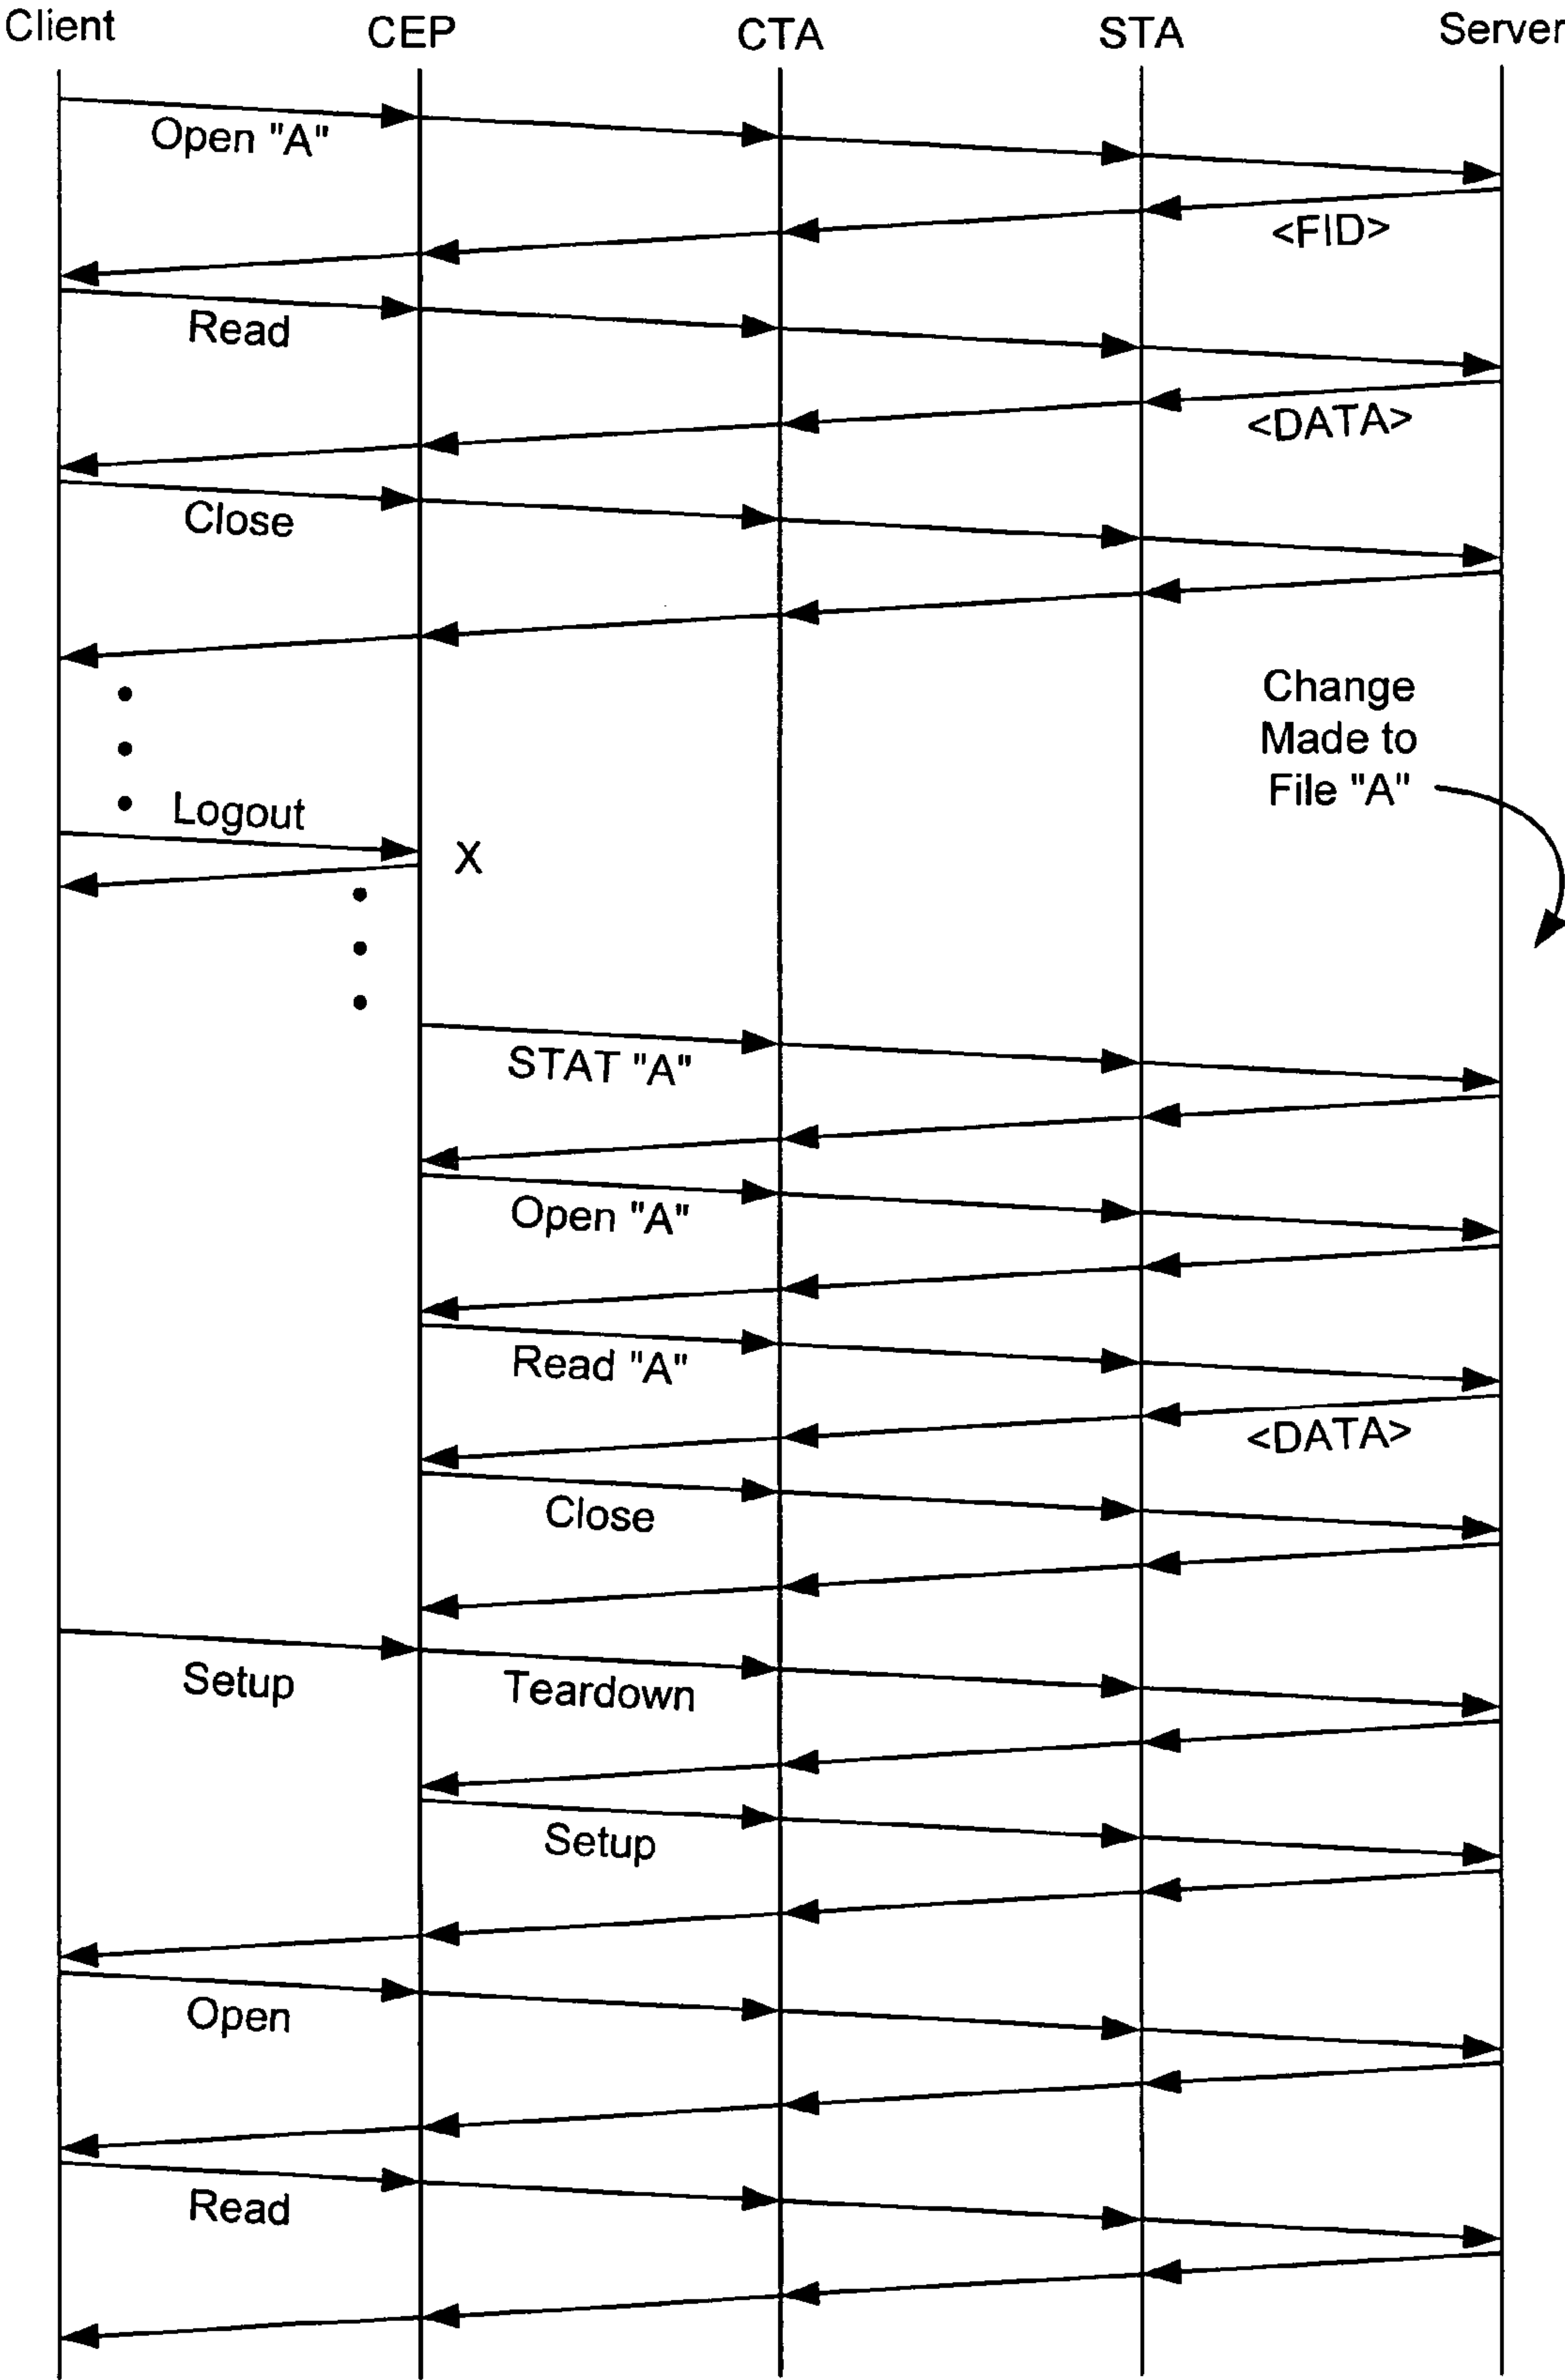 Client
CEP
CTA
STA
Server
Open "A"
<FID>
Read
<DATA>
Close
Change
Made to
File "A"
Logout
X
STAT "A"
Open "A"
Read "A"
<DATA>
Close
Setup
Teardown
Setup
Open
Read